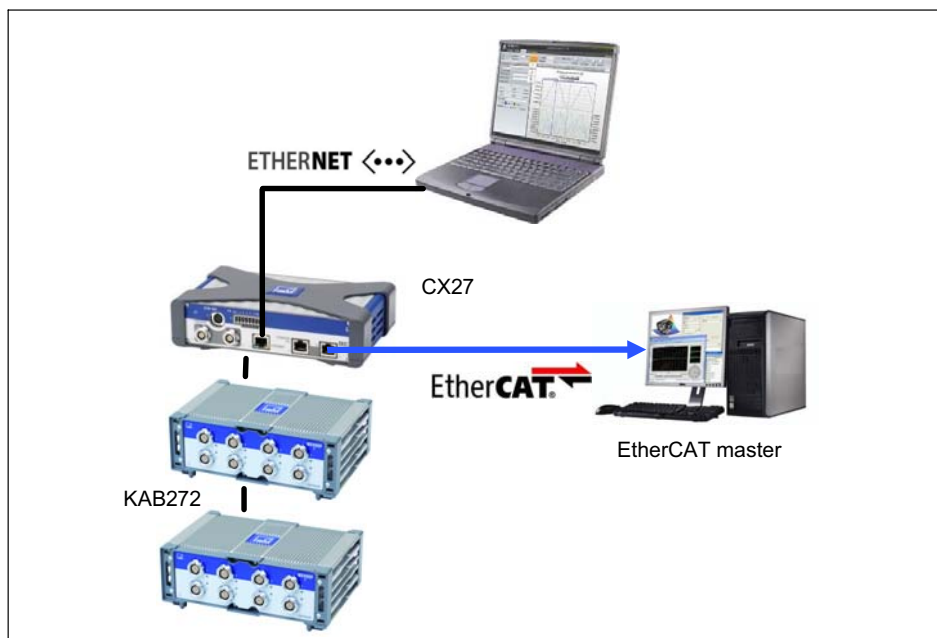 ETHERNET <•••>
CX27
EtherCAT®
EtherCAT master
KAB272